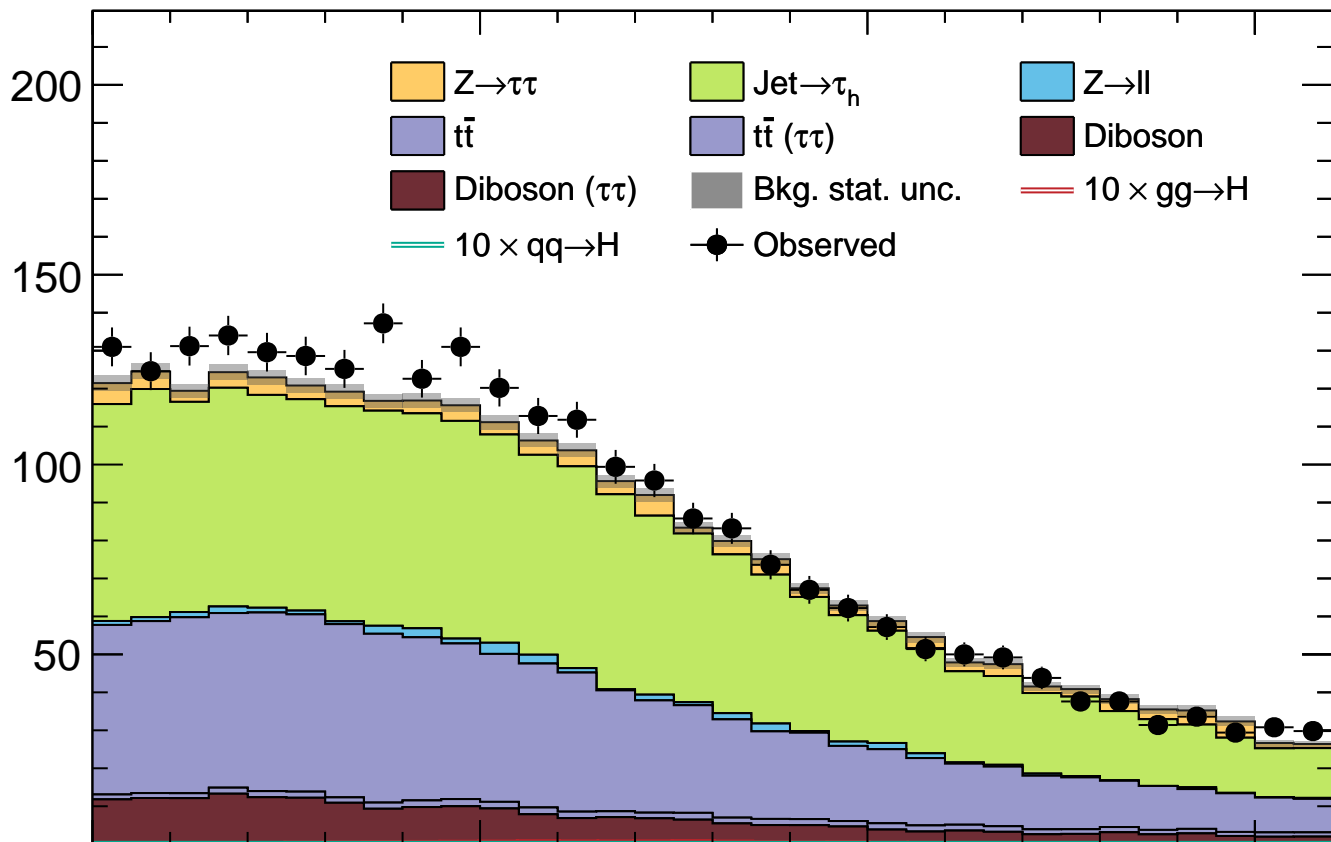 200
Z→ττ Jet→τh Z→ll
tt̄ tt̄ (ττ) Diboson
Diboson (ττ) Bkg. stat. unc. 10 × gg→H
10 × qq→H Observed
150
100
50